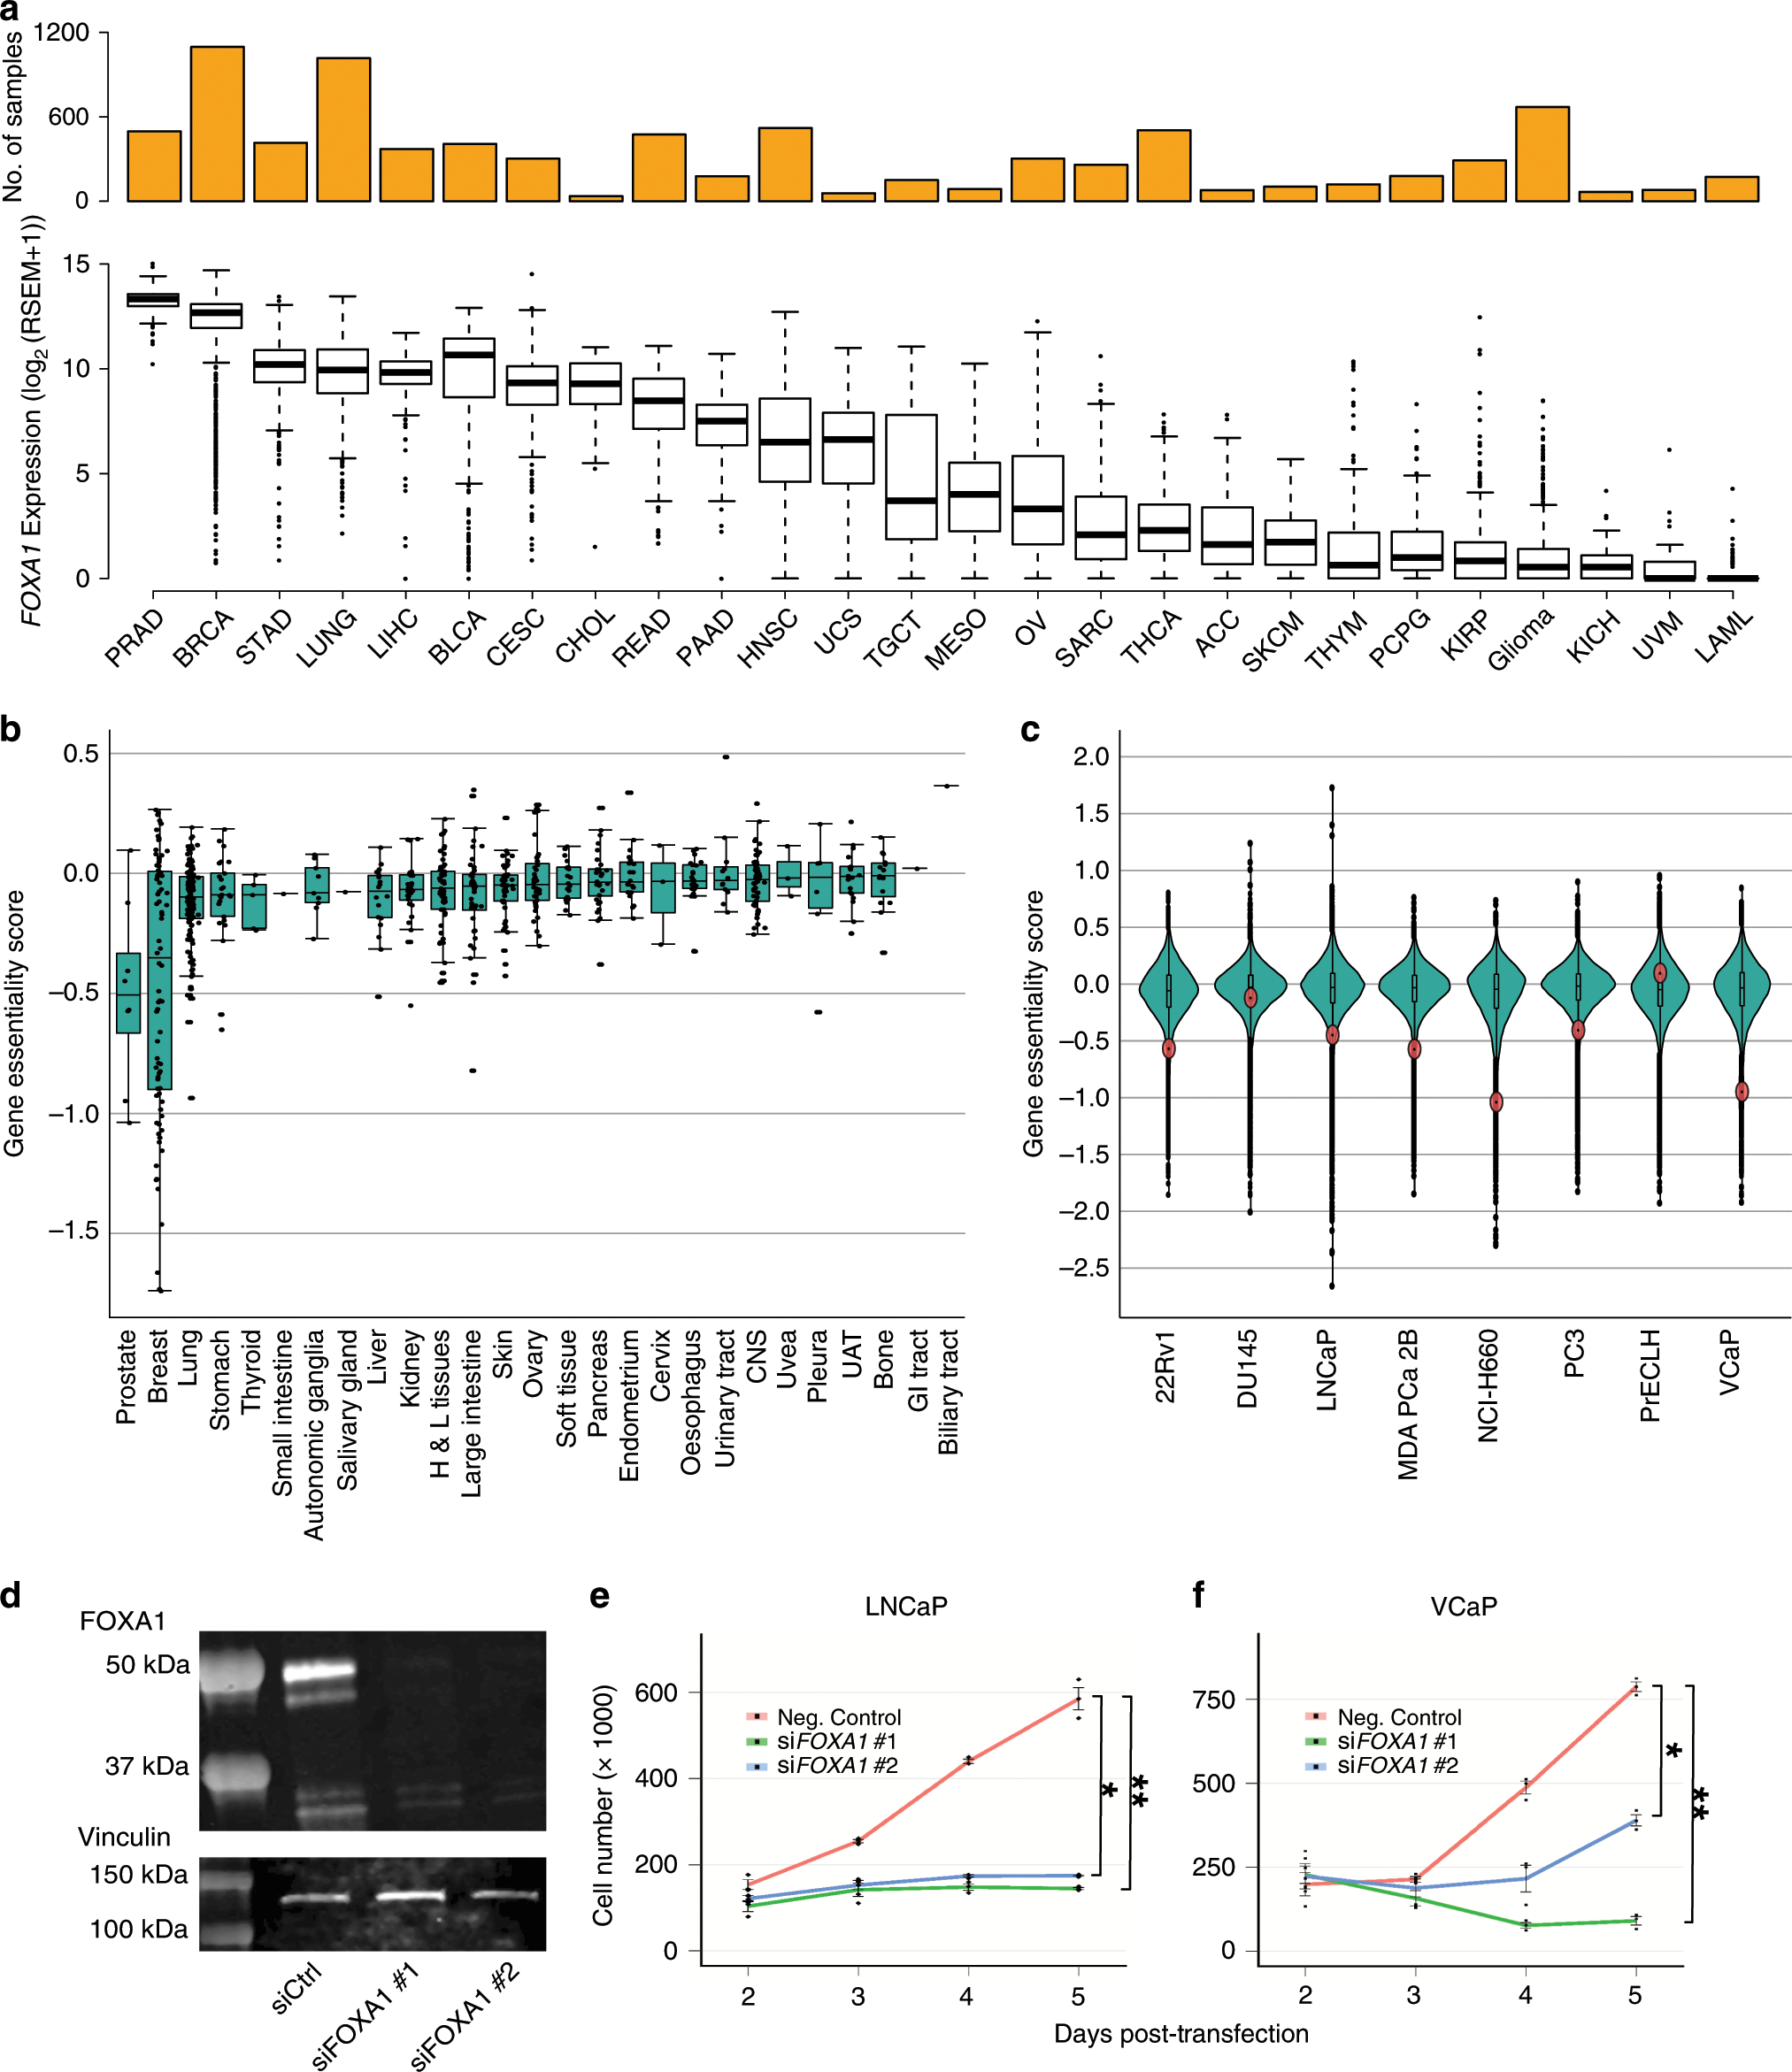 a
No. of samples
1200
600
0
FOXA1 Expression (log2 (RSEM+1))
15
10
5
0
PRAD BRCA STAD LUNG LIHC BLCA CESC CHOL READ PAAD HNSC UCS TGCT MESO OV SARC THCA ACC SKCM THYM PCPG KIRP Glioma KICH UVM LAML
b
Gene essentiality score
0.5
0.0
−0.5
−1.0
−1.5
Prostate Breast Lung Stomach Thyroid Small intestine Autonomic ganglia Salivary gland Liver Kidney H & L tissues Large intestine Skin Ovary Soft tissue Pancreas Endometrium Cervix Oesophagus Urinary tract CNS Uvea Pleura UAT Bone GI tract Biliary tract
c
Gene essentiality score
2.0
1.5
1.0
0.5
0.0
−0.5
−1.0
−1.5
−2.0
−2.5
22Rv1 DU145 LNCaP MDA PCa 2B NCI-H660 PC3 PrECLH VCaP
d
FOXA1
50 kDa
37 kDa
Vinculin
150 kDa
100 kDa
siCtrl siFOXA1 #1 siFOXA1 #2
e
LNCaP
Cell number (× 1000)
600
400
200
0
Neg. Control
siFOXA1 #1
siFOXA1 #2
*
**
2 3 4 5
f
VCaP
750
500
250
0
Neg. Control
siFOXA1 #1
siFOXA1 #2
*
**
2 3 4 5
Days post-transfection